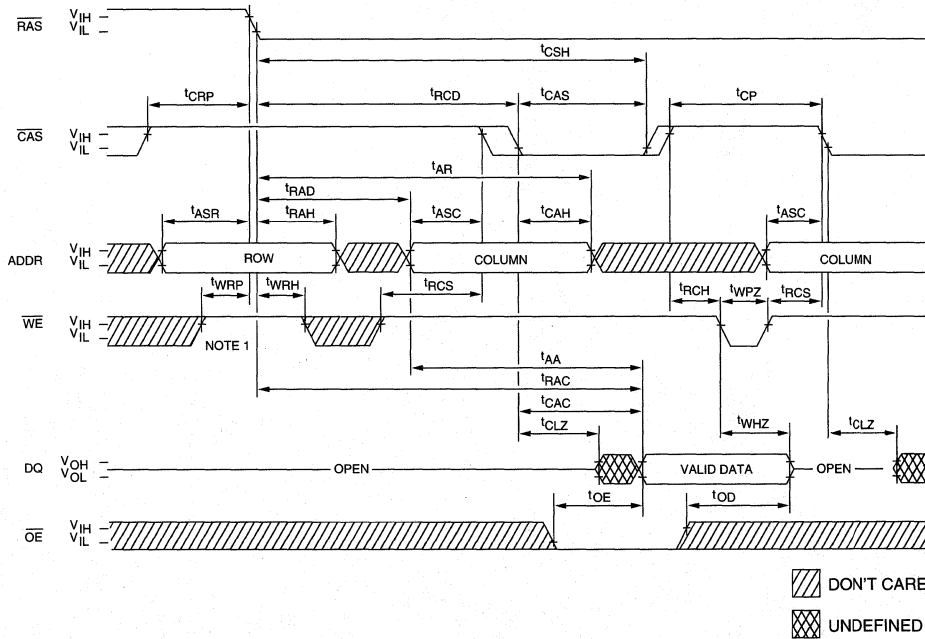 RAS
VIH
VIL
tCSH
tCRP
tRCD
tCAS
tCP
CAS
VIH
VIL
tAR
tRAD
tASR
tRAH
tASC
tCAH
tASC
ADDR
VIH
VIL
ROW
COLUMN
COLUMN
tWRP
tWRH
tRCS
tRCH
tWPZ
tRCS
WE
VIH
VIL
NOTE 1
tAA
tRAC
tCAC
tCLZ
tWHZ
tCLZ
DQ
VOH
VOL
OPEN
VALID DATA
OPEN
tOE
tOD
OE
VIH
VIL
DON'T CARE
UNDEFINED